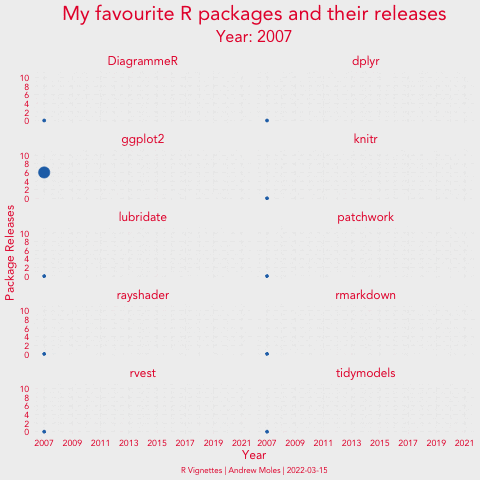 My favourite R packages and their releases
Year: 2007
DiagrammeR dplyr
10
8
6
4
2
0
ggplot2 knitr
10
8
6
4
2
0
lubridate patchwork
10
8
6
4
2
0
rayshader rmarkdown
10
8
6
4
2
0
rvest tidymodels
10
8
6
4
2
0
Package Releases
2007 2009 2011 2013 2015 2017 2019 2021 2007 2009 2011 2013 2015 2017 2019 2021
Year
R Vignettes | Andrew Moles | 2022-03-15